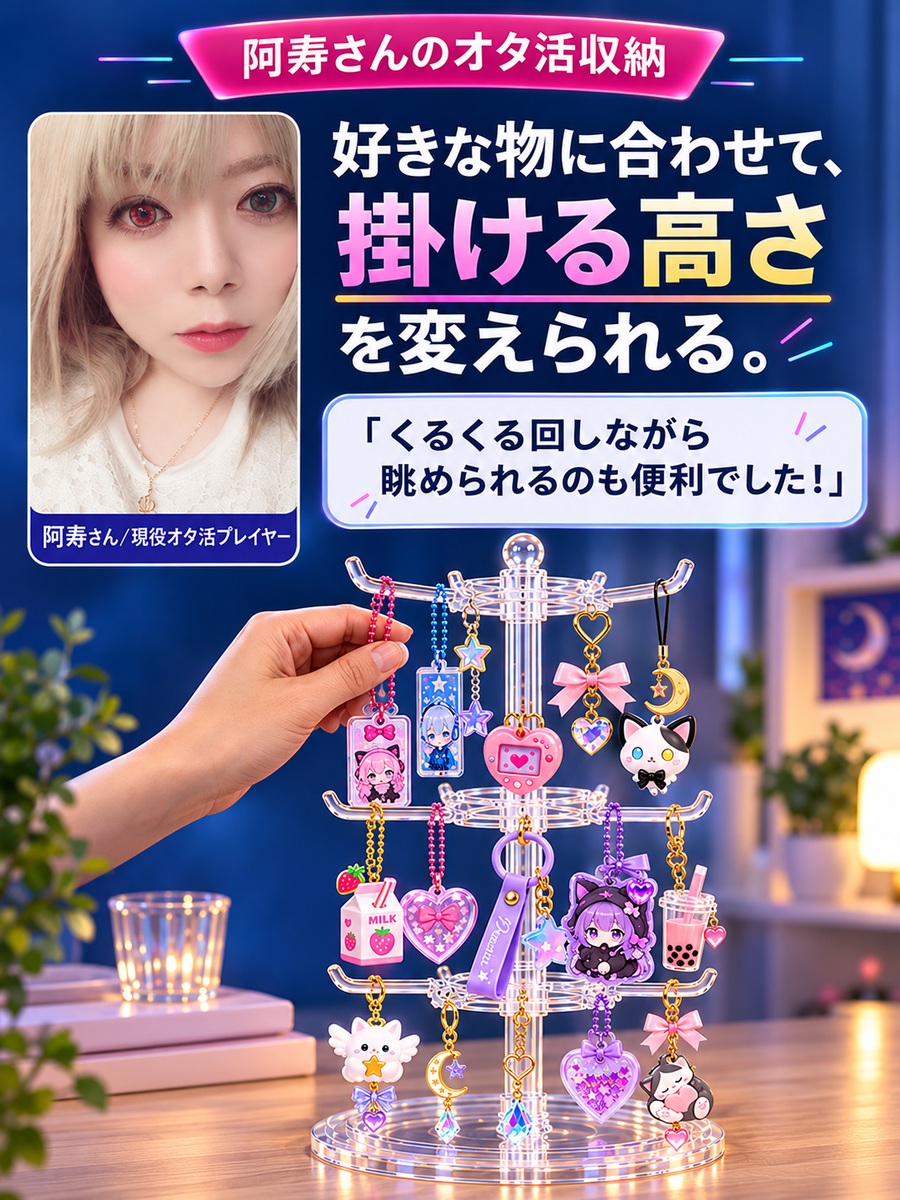 阿寿さんのオタ活収納
好きな物に合わせて、
掛ける高さ
を変えられる。
「くるくる回しながら
眺められるのも便利でした！」
阿寿さん/現役オタ活プレイヤー
MILK